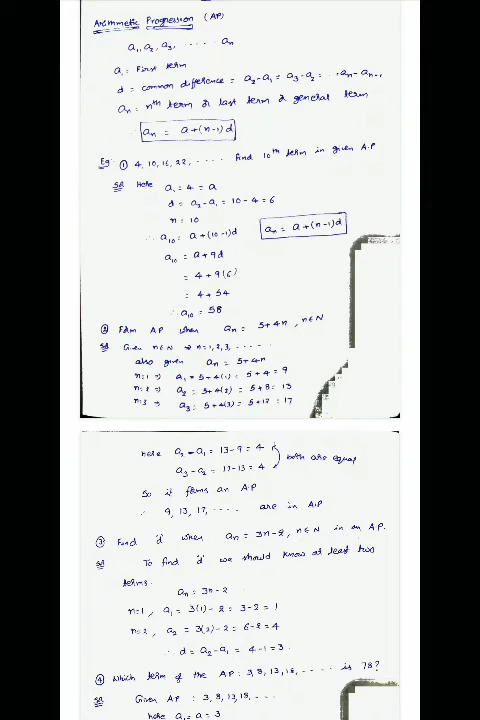 Arithmetic Progression (AP)
a₁, a₂, a₃, ...... aₙ
a₁ = First term
d = common difference = a₂-a₁ = a₃-a₂ = ...aₙ-aₙ₋₁
aₙ = nᵗʰ term or last term or general term
aₙ = a+(n-1)d
Eg: ① 4, 10, 16, 22, ...... find 10ᵗʰ term in given A.P
Sol Here a₁ = 4 = a
d = a₂-a₁ = 10-4 = 6
n = 10
∴ a₁₀ = a+(10-1)d
aₙ = a+(n-1)d
a₁₀ = a+9d
= 4+9(6)
= 4+54
∴ a₁₀ = 58
② Form AP when aₙ = 5+4n, n∈N
Sol Given n∈N ⇒ n=1,2,3,......
also given aₙ = 5+4n
n=1 ⇒ a₁ = 5+4(1) = 5+4 = 9
n=2 ⇒ a₂ = 5+4(2) = 5+8 = 13
n=3 ⇒ a₃ = 5+4(3) = 5+12 = 17
here a₂-a₁ = 13-9 = 4
a₃-a₂ = 17-13 = 4
both are equal
So it forms an A.P
∴ 9, 13, 17, ...... are in A.P
③ Find 'd' when aₙ = 3n-2, n∈N in an A.P.
Sol To find 'd' we should know at least two
terms.
aₙ = 3n-2
n=1, a₁ = 3(1)-2 = 3-2 = 1
n=2, a₂ = 3(2)-2 = 6-2 = 4
∴ d = a₂-a₁ = 4-1 = 3.
④ Which term of the AP: 3,8,13,18, ...... is 78?
Sol Given AP: 3,8,13,18,...
here a₁ = a = 3